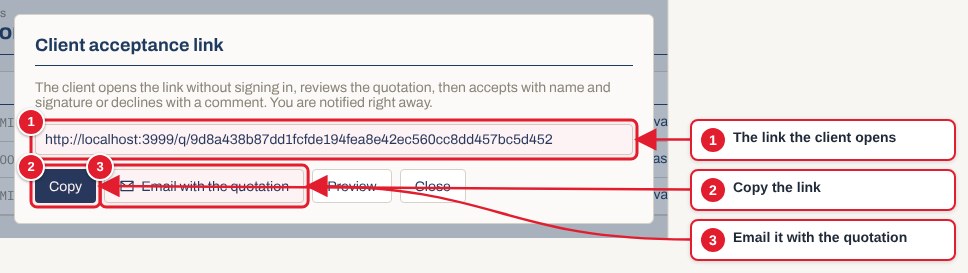 Client acceptance link
The client opens the link without signing in, reviews the quotation, then accepts with name and
signature or declines with a comment. You are notified right away.
1
http://localhost:3999/q/9d8a438b87dd1fcfde194fea8e42ec560cc8dd457bc5d452
2
3
Copy
Email with the quotation
Preview
Close
1 The link the client opens
2 Copy the link
3 Email it with the quotation